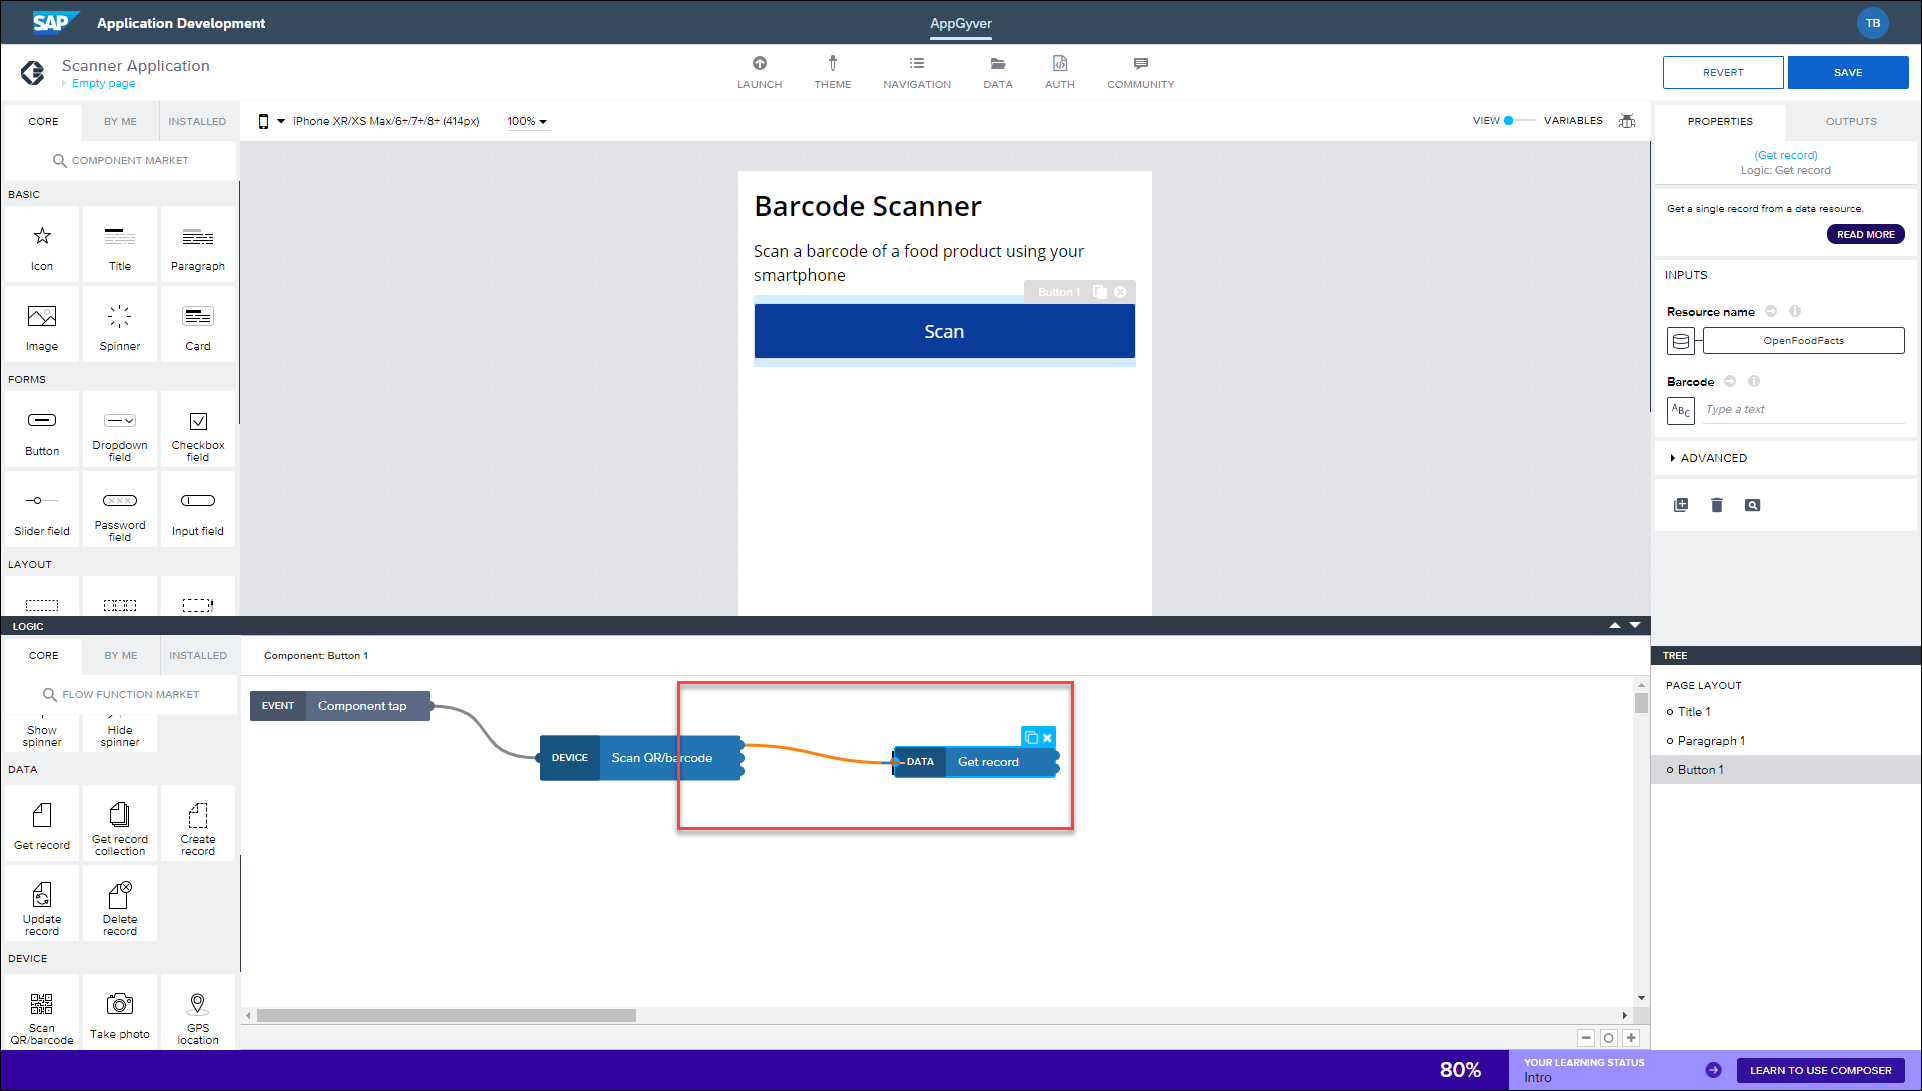 SAP Application Development
AppGyver
TB
Scanner Application
Empty page
LAUNCH
THEME
NAVIGATION
DATA
AUTH
COMMUNITY
REVERT
SAVE
CORE
BY ME
INSTALLED
COMPONENT MARKET
BASIC
Icon
Title
Paragraph
Image
Spinner
Card
FORMS
Button
Dropdown
field
Checkbox
field
Slider field
Password
field
Input field
LAYOUT
iPhone XR/XS Max/6+/7+/8+ (414px)
100%
VIEW
VARIABLES
Barcode Scanner
Scan a barcode of a food product using your
smartphone
Button 1
Scan
PROPERTIES
OUTPUTS
(Get record)
Logic: Get record
Get a single record from a data resource.
READ MORE
INPUTS
Resource name
OpenFoodFacts
Barcode
ABC
Type a text
ADVANCED
LOGIC
CORE
BY ME
INSTALLED
FLOW FUNCTION MARKET
Show
spinner
Hide
spinner
DATA
Get record
Get record
collection
Create
record
Update
record
Delete
record
DEVICE
Scan
QR/barcode
Take photo
GPS
location
Component: Button 1
EVENT Component tap
DEVICE Scan QR/barcode
DATA Get record
TREE
PAGE LAYOUT
Title 1
Paragraph 1
Button 1
80%
YOUR LEARNING STATUS
Intro
LEARN TO USE COMPOSER